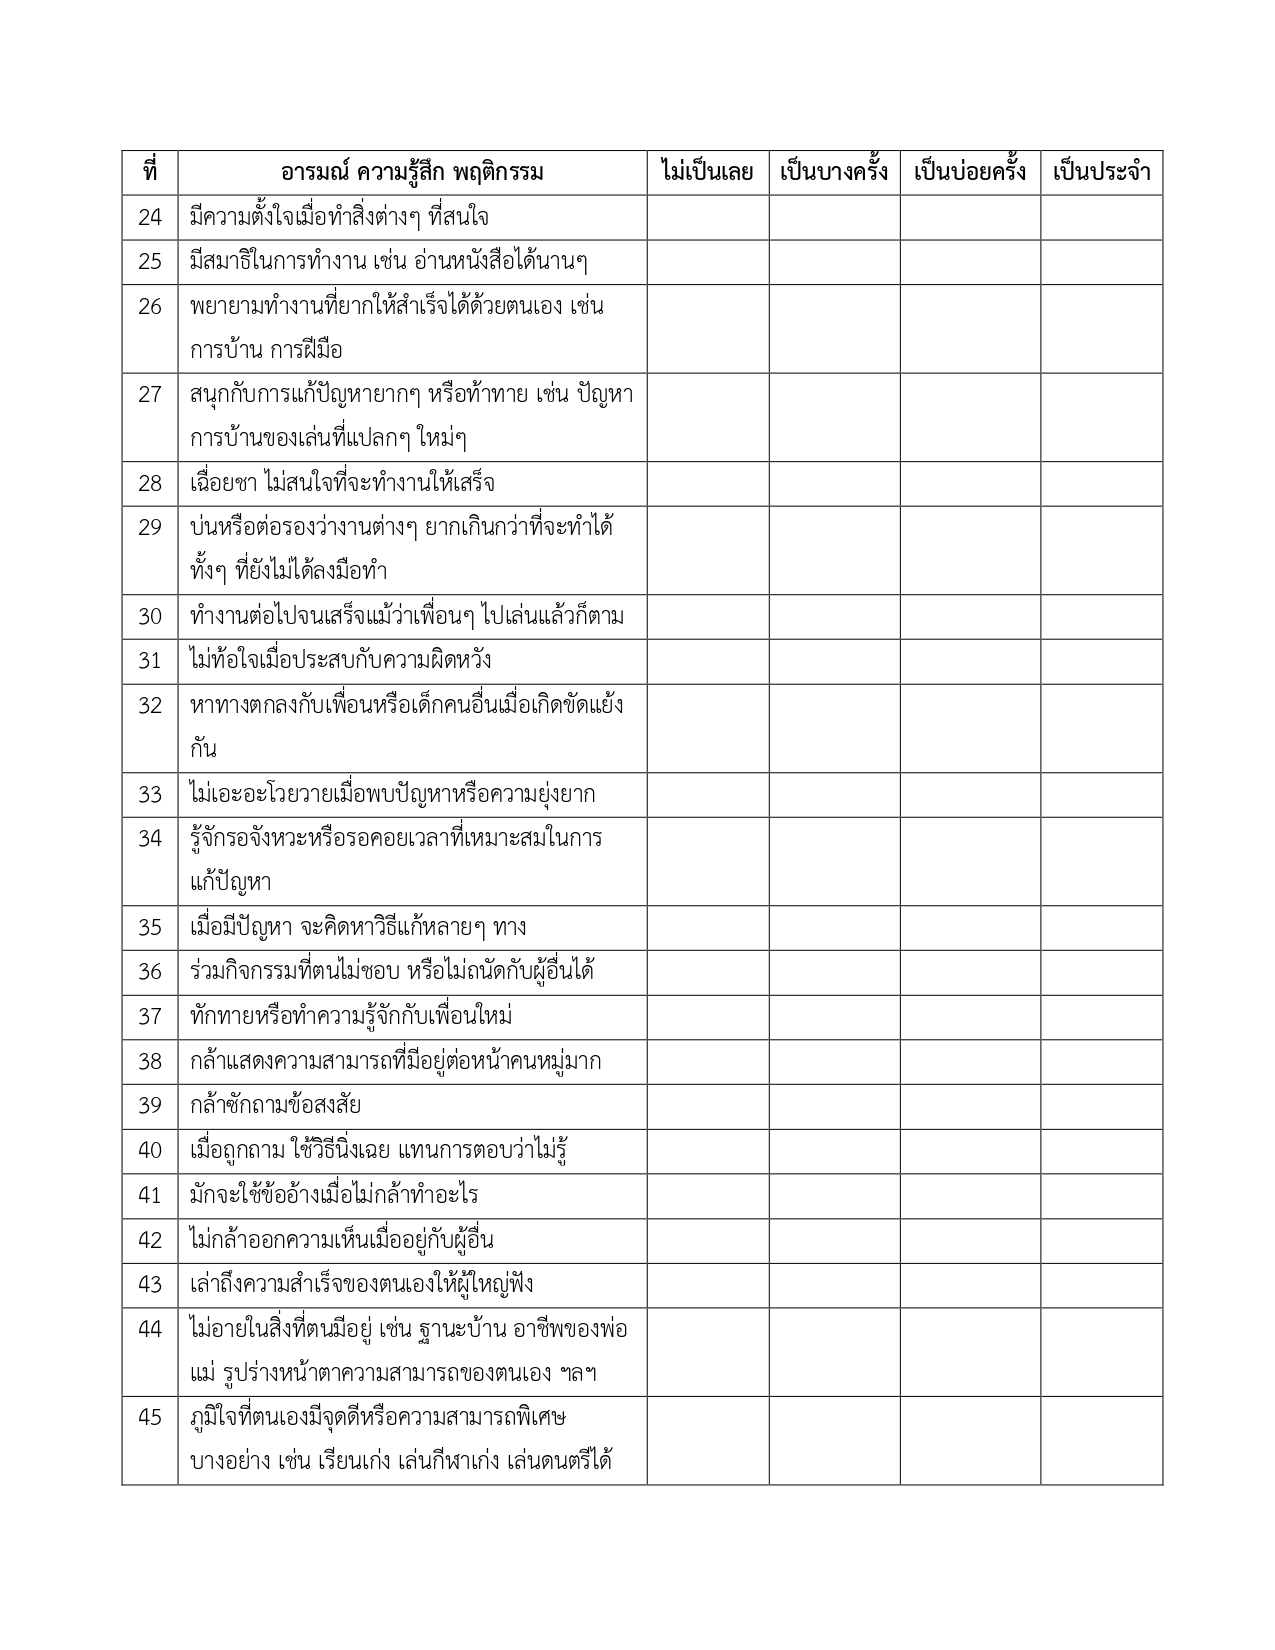 ที่ อารมณ์ ความรู้สึก พฤติกรรม ไม่เป็นเลย เป็นบางครั้ง เป็นบ่อยครั้ง เป็นประจำ
24 มีความตั้งใจเมื่อทำสิ่งต่างๆ ที่สนใจ
25 มีสมาธิในการทำงาน เช่น อ่านหนังสือได้นานๆ
26 พยายามทำงานที่ยากให้สำเร็จได้ด้วยตนเอง เช่น
การบ้าน การฝีมือ
27 สนุกกับการแก้ปัญหายากๆ หรือท้าทาย เช่น ปัญหา
การบ้านของเล่นที่แปลกๆ ใหม่ๆ
28 เฉื่อยชา ไม่สนใจที่จะทำงานให้เสร็จ
29 บ่นหรือต่อรองว่างานต่างๆ ยากเกินกว่าที่จะทำได้
ทั้งๆ ที่ยังไม่ได้ลงมือทำ
30 ทำงานต่อไปจนเสร็จแม้ว่าเพื่อนๆ ไปเล่นแล้วก็ตาม
31 ไม่ท้อใจเมื่อประสบกับความผิดหวัง
32 หาทางตกลงกับเพื่อนหรือเด็กคนอื่นเมื่อเกิดขัดแย้ง
กัน
33 ไม่เอะอะโวยวายเมื่อพบปัญหาหรือความยุ่งยาก
34 รู้จักรอจังหวะหรือรอคอยเวลาที่เหมาะสมในการ
แก้ปัญหา
35 เมื่อมีปัญหา จะคิดหาวิธีแก้หลายๆ ทาง
36 ร่วมกิจกรรมที่ตนไม่ชอบ หรือไม่ถนัดกับผู้อื่นได้
37 ทักทายหรือทำความรู้จักกับเพื่อนใหม่
38 กล้าแสดงความสามารถที่มีอยู่ต่อหน้าคนหมู่มาก
39 กล้าซักถามข้อสงสัย
40 เมื่อถูกถาม ใช้วิธีนิ่งเฉย แทนการตอบว่าไม่รู้
41 มักจะใช้ข้ออ้างเมื่อไม่กล้าทำอะไร
42 ไม่กล้าออกความเห็นเมื่ออยู่กับผู้อื่น
43 เล่าถึงความสำเร็จของตนเองให้ผู้ใหญ่ฟัง
44 ไม่อายในสิ่งที่ตนมีอยู่ เช่น ฐานะบ้าน อาชีพของพ่อ
แม่ รูปร่างหน้าตาความสามารถของตนเอง ฯลฯ
45 ภูมิใจที่ตนเองมีจุดดีหรือความสามารถพิเศษ
บางอย่าง เช่น เรียนเก่ง เล่นกีฬาเก่ง เล่นดนตรีได้